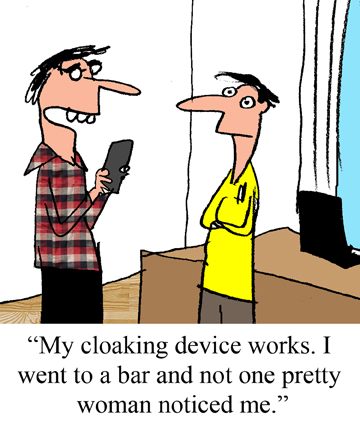 “My cloaking device works. I
went to a bar and not one pretty
woman noticed me.”